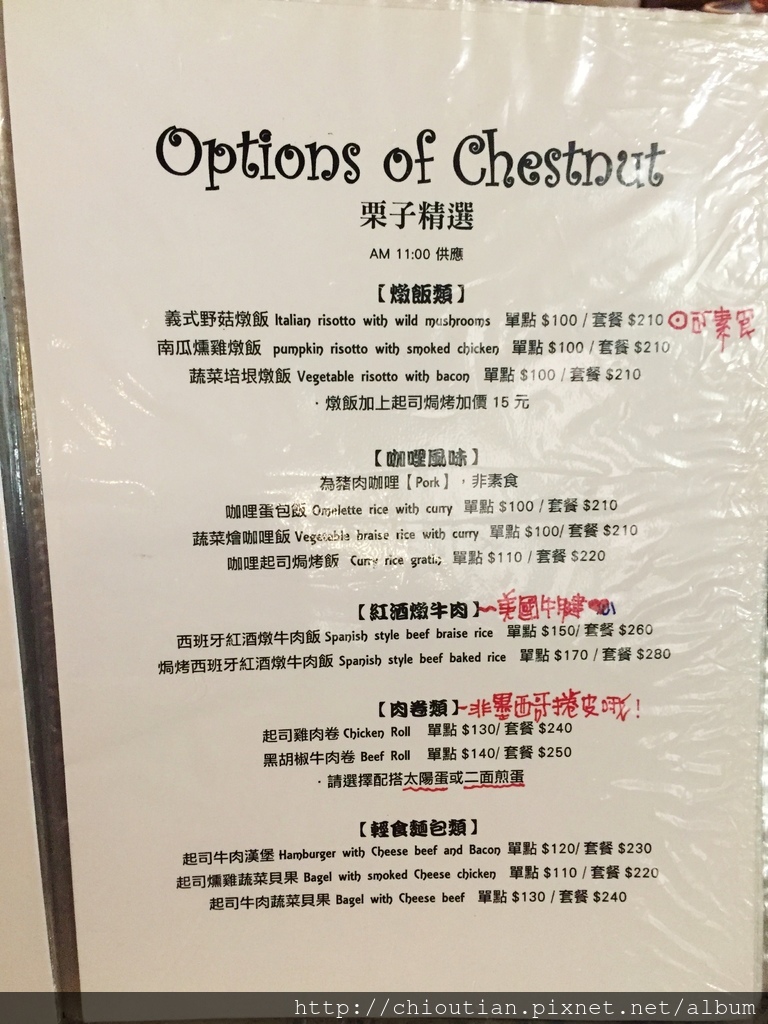 Options of Chestnut
栗子精選
AM 11:00 供應
【燉飯類】
義式野菇燉飯 Italian risotto with wild mushrooms 單點 $100 / 套餐 $210 ⊙可素食
南瓜燻雞燉飯 pumpkin risotto with smoked chicken 單點 $100 / 套餐 $210
蔬菜培垠燉飯 Vegetable risotto with bacon 單點 $100 / 套餐 $210
．燉飯加上起司焗烤加價 15 元
【咖哩風味】
為豬肉咖哩【Pork】，非素食
咖哩蛋包飯 Omelette rice with curry 單點 $100 / 套餐 $210
蔬菜燴咖哩飯 Vegetable braise rice with curry 單點 $100/ 套餐 $210
咖哩起司焗烤飯 Curry rice gratin 單點 $110 / 套餐 $220
【紅酒燉牛肉】~美國牛腱
西班牙紅酒燉牛肉飯 Spanish style beef braise rice 單點 $150/ 套餐 $260
焗烤西班牙紅酒燉牛肉飯 Spanish style beef baked rice 單點 $170 / 套餐 $280
【肉卷類】~非墨西哥捲皮哦!
起司雞肉卷 Chicken Roll 單點 $130/ 套餐 $240
黑胡椒牛肉卷 Beef Roll 單點 $140/ 套餐 $250
．請選擇配搭太陽蛋或二面煎蛋
【輕食麵包類】
起司牛肉漢堡 Hamburger with Cheese beef and Bacon 單點 $120/ 套餐 $230
起司燻雞蔬菜貝果 Bagel with smoked Cheese chicken 單點 $110 / 套餐 $220
起司牛肉蔬菜貝果 Bagel with Cheese beef 單點 $130 / 套餐 $240
http://chioutian.pixnet.net/album